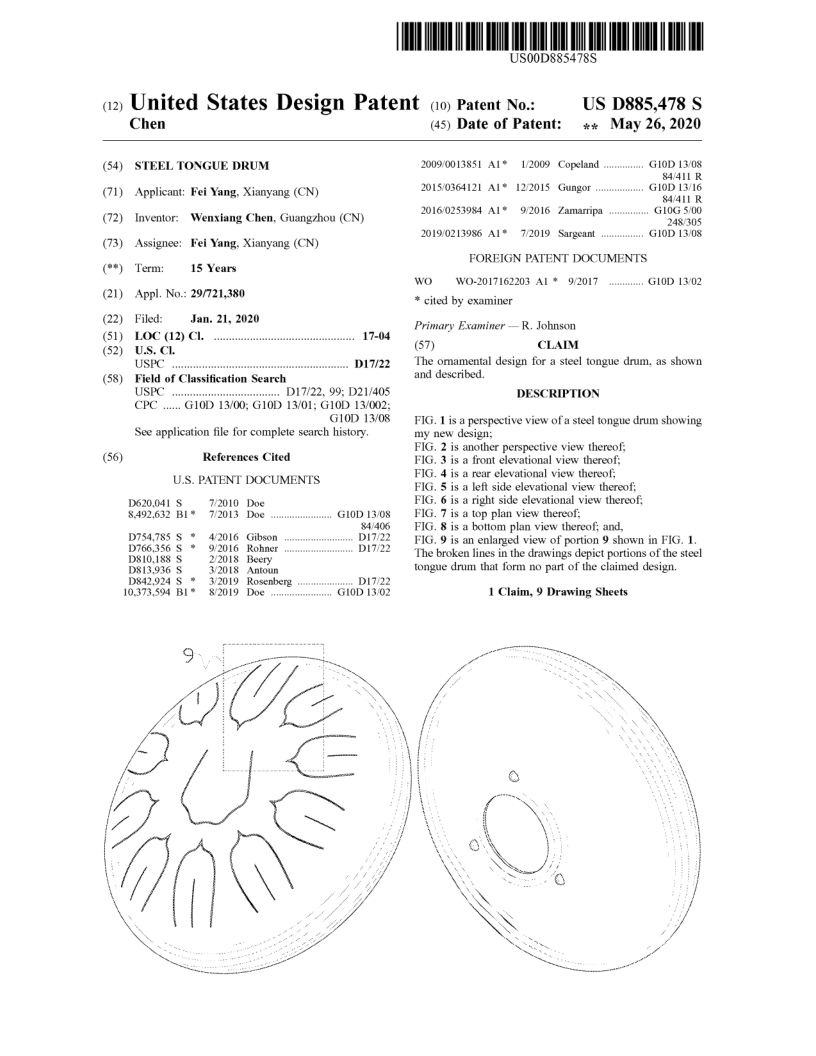 US00D885478S
(12) United States Design Patent
Chen
(10) Patent No.: US D885,478 S
(45) Date of Patent: ** May 26, 2020
(54) STEEL TONGUE DRUM
(71) Applicant: Fei Yang, Xianyang (CN)
(72) Inventor: Wenxiang Chen, Guangzhou (CN)
(73) Assignee: Fei Yang, Xianyang (CN)
(**) Term: 15 Years
(21) Appl. No.: 29/721,380
(22) Filed: Jan. 21, 2020
(51) LOC (12) Cl. ............................................... 17-04
(52) U.S. Cl.
USPC ........................................................... D17/22
(58) Field of Classification Search
USPC .................................... D17/22, 99; D21/405
CPC ...... G10D 13/00; G10D 13/01; G10D 13/002;
G10D 13/08
See application file for complete search history.
(56) References Cited
U.S. PATENT DOCUMENTS
D620,041 S 7/2010 Doe
8,492,632 B1 * 7/2013 Doe ....................... G10D 13/08
84/406
D754,785 S * 4/2016 Gibson .......................... D17/22
D766,356 S * 9/2016 Rohner .......................... D17/22
D810,188 S 2/2018 Beery
D813,936 S 3/2018 Antoun
D842,924 S * 3/2019 Rosenberg ..................... D17/22
10,373,594 B1 * 8/2019 Doe ....................... G10D 13/02
2009/0013851 A1 * 1/2009 Copeland ............... G10D 13/08
84/411 R
2015/0364121 A1 * 12/2015 Gungor .................. G10D 13/16
84/411 R
2016/0253984 A1 * 9/2016 Zamarripa ............... G10G 5/00
248/305
2019/0213986 A1 * 7/2019 Sargeant ................ G10D 13/08
FOREIGN PATENT DOCUMENTS
WO WO-2017162203 A1 * 9/2017 ............. G10D 13/02
* cited by examiner
Primary Examiner — R. Johnson
(57) CLAIM
The ornamental design for a steel tongue drum, as shown
and described.
DESCRIPTION
FIG. 1 is a perspective view of a steel tongue drum showing
my new design;
FIG. 2 is another perspective view thereof;
FIG. 3 is a front elevational view thereof;
FIG. 4 is a rear elevational view thereof;
FIG. 5 is a left side elevational view thereof;
FIG. 6 is a right side elevational view thereof;
FIG. 7 is a top plan view thereof;
FIG. 8 is a bottom plan view thereof; and,
FIG. 9 is an enlarged view of portion 9 shown in FIG. 1.
The broken lines in the drawings depict portions of the steel
tongue drum that form no part of the claimed design.
1 Claim, 9 Drawing Sheets
9